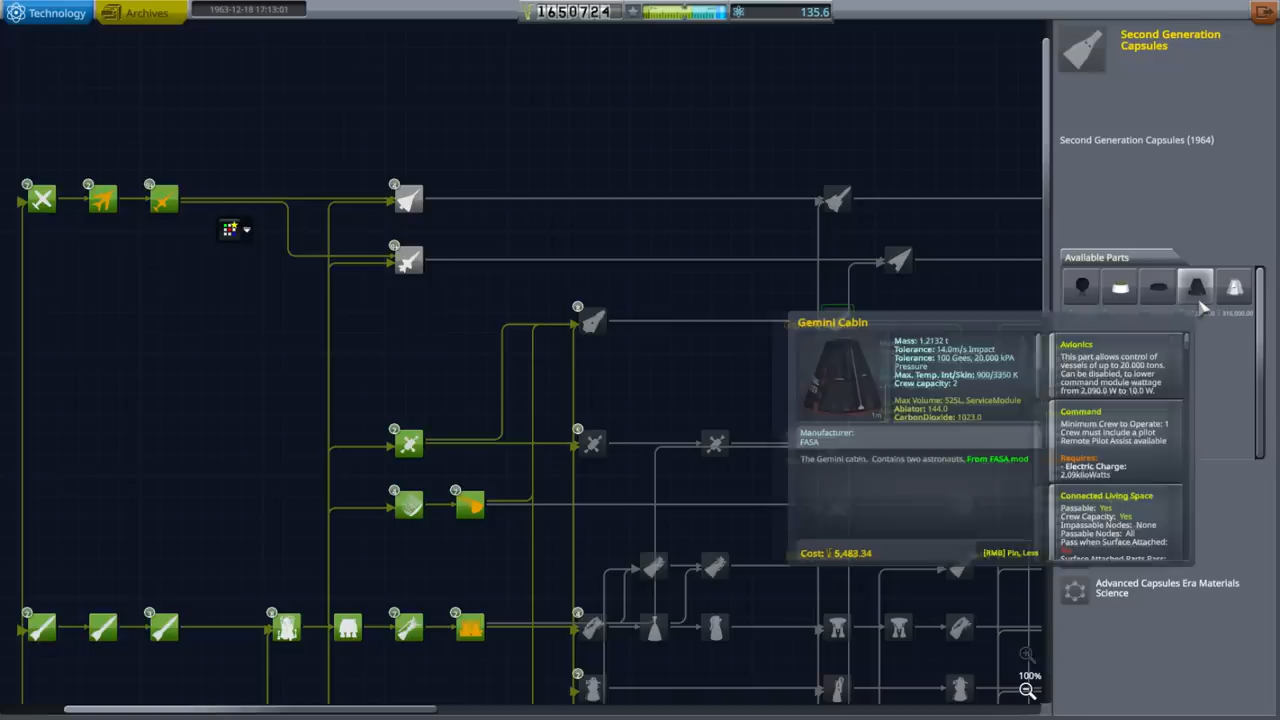 Technology
Archives
1963-12-18 17:13:01
1650724
135.6
Second Generation
Capsules
Second Generation Capsules (1964)
Available Parts
Gemini Cabin
Mass: 1.2132 t
Tolerance: 14.0m/s Impact
Tolerance: 100 Gees, 20,000 kPA
Pressure
Max. Temp. Int/Skin: 900/3350 K
Crew capacity: 2
Max Volume: 525L, ServiceModule
Ablator: 144.0
CarbonDioxide: 1023.0
1m
Manufacturer:
FASA
The Gemini cabin. Contains two astronauts. From FASA mod
Cost: 5,483.34
[RMB] Pin, Less
Avionics
This part allows control of
vessels of up to 20.000 tons.
Can be disabled, to lower
command module wattage
from 2,090.0 W to 10.0 W.
Command
Minimum Crew to Operate: 1
Crew must include a pilot
Remote Pilot Assist available
Requires:
- Electric Charge:
2.09kiloWatts
Connected Living Space
Passable: Yes
Crew Capacity: Yes
Impassable Nodes: None
Passable Nodes: All
Pass when Surface Attached:
Surface Attached Parts Pass:
Advanced Capsules Era Materials
Science
100%